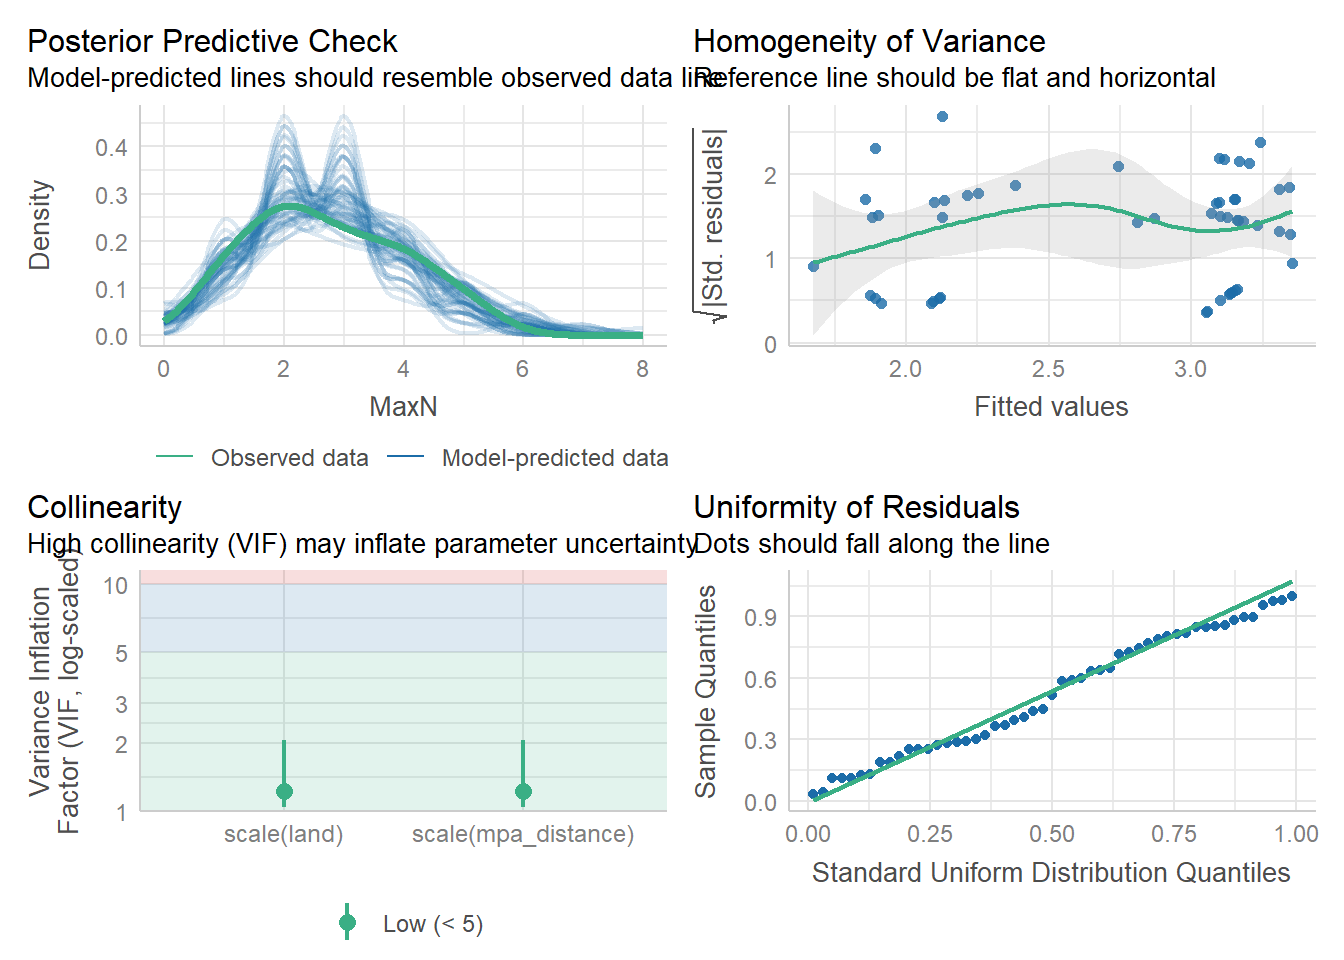 Posterior Predictive Check
Model-predicted lines should resemble observed data line
Density
0.4
0.3
0.2
0.1
0.0
0
2
4
6
8
MaxN
Observed data
Model-predicted data
Homogeneity of Variance
Reference line should be flat and horizontal
√|Std. residuals|
2
1
0
2.0
2.5
3.0
Fitted values
Collinearity
High collinearity (VIF) may inflate parameter uncertainty
Variance Inflation
Factor (VIF, log-scaled)
10
5
3
2
1
scale(land)
scale(mpa_distance)
Low (< 5)
Uniformity of Residuals
Dots should fall along the line
Sample Quantiles
0.9
0.6
0.3
0.0
0.00
0.25
0.50
0.75
1.00
Standard Uniform Distribution Quantiles